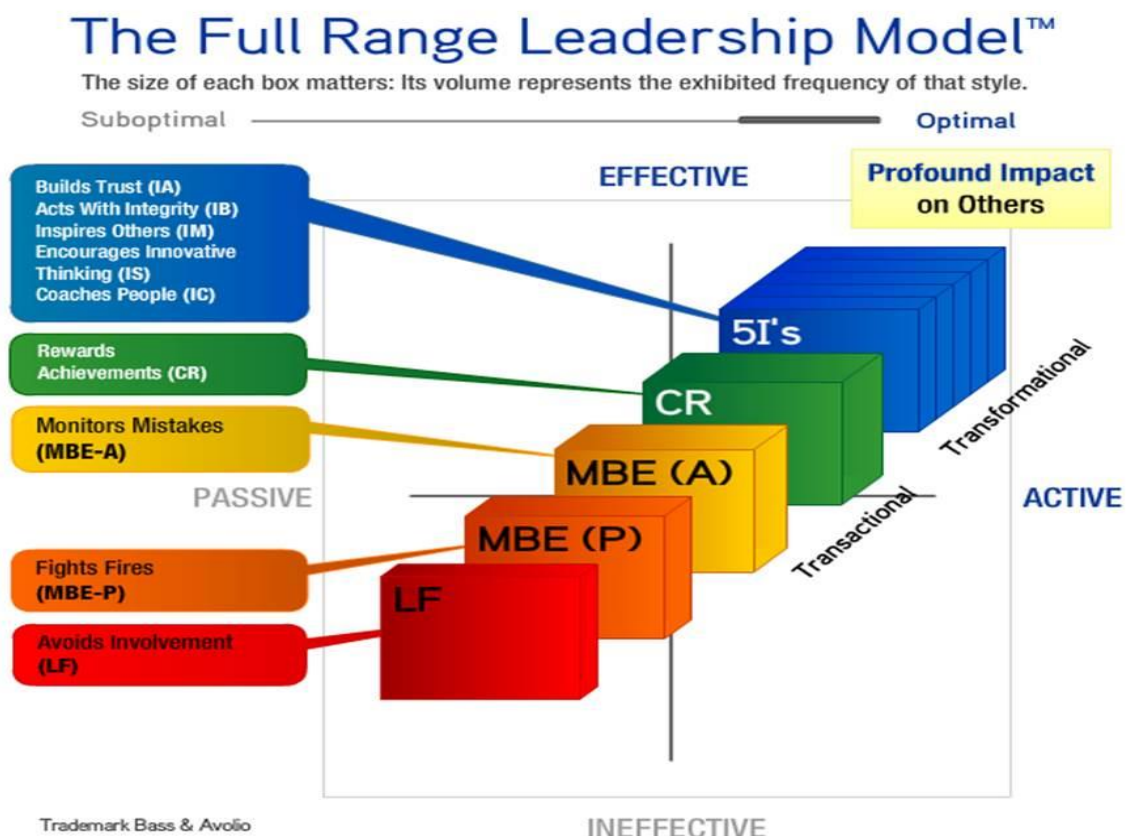 The Full Range Leadership Model™
The size of each box matters: Its volume represents the exhibited frequency of that style.
Suboptimal
Optimal
EFFECTIVE
Profound Impact
on Others
Builds Trust (IA)
Acts With Integrity (IB)
Inspires Others (IM)
Encourages Innovative
Thinking (IS)
Coaches People (IC)
5I's
Rewards
Achievements (CR)
CR
Transformational
Monitors Mistakes
(MBE-A)
MBE (A)
PASSIVE
ACTIVE
Transactional
MBE (P)
Fights Fires
(MBE-P)
LF
Avoids Involvement
(LF)
Trademark Bass & Avolio
INEFFECTIVE